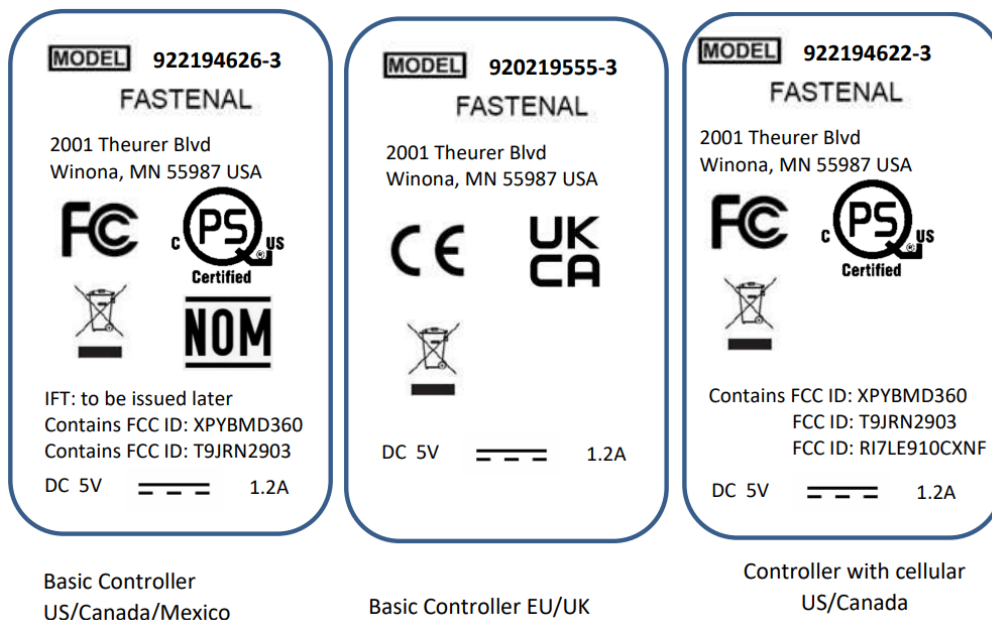 MODEL 922194626-3
FASTENAL
2001 Theurer Blvd
Winona, MN 55987 USA
FC
C PS US
®
Certified
NOM
IFT: to be issued later
Contains FCC ID: XPYBMD360
Contains FCC ID: T9JRN2903
DC 5V 1.2A
Basic Controller
US/Canada/Mexico
MODEL 920219555-3
FASTENAL
2001 Theurer Blvd
Winona, MN 55987 USA
CE
UK
CA
DC 5V 1.2A
Basic Controller EU/UK
MODEL 922194622-3
FASTENAL
2001 Theurer Blvd
Winona, MN 55987 USA
FC
C PS US
®
Certified
Contains FCC ID: XPYBMD360
FCC ID: T9JRN2903
FCC ID: RI7LE910CXNF
DC 5V 1.2A
Controller with cellular
US/Canada